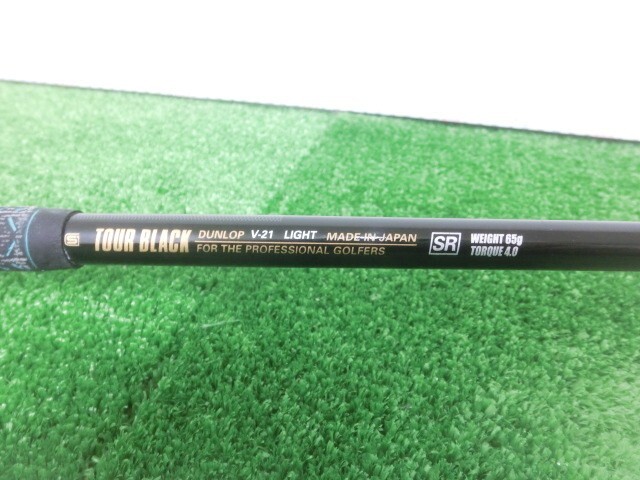 TOUR BLACK DUNLOP V-21 LIGHT MADE IN JAPAN
FOR THE PROFESSIONAL GOLFERS
SR
WEIGHT 65g
TORQUE 4.0